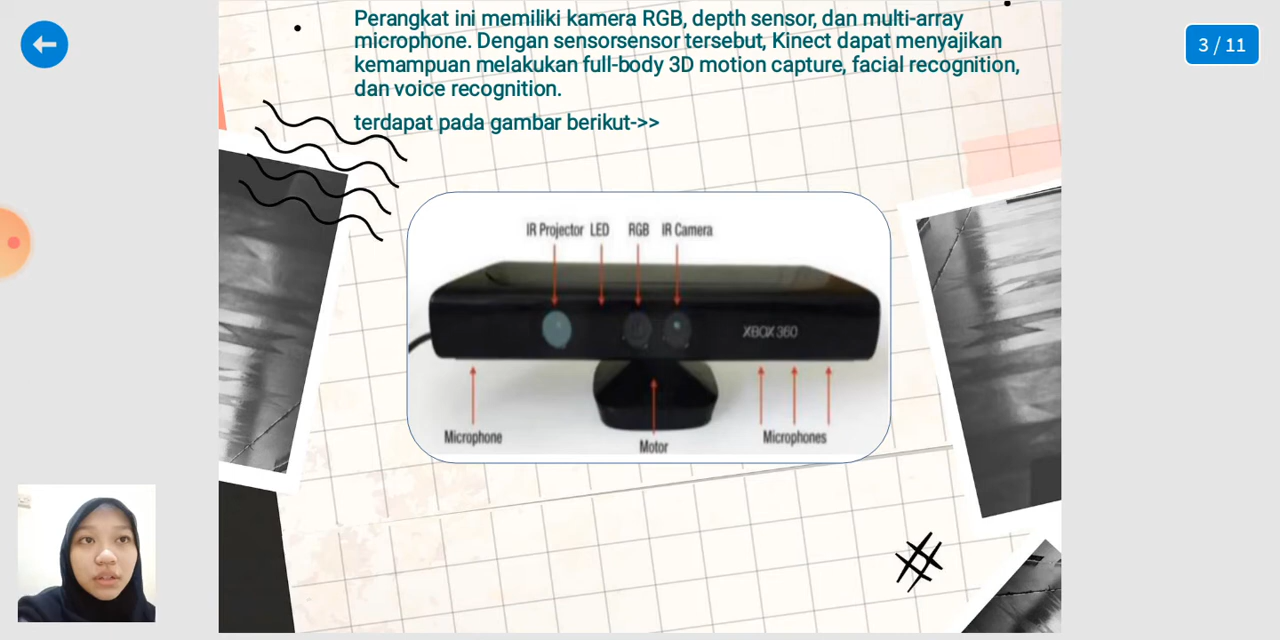 Perangkat ini memiliki kamera RGB, depth sensor, dan multi-array
microphone. Dengan sensorsensor tersebut, Kinect dapat menyajikan
kemampuan melakukan full-body 3D motion capture, facial recognition,
dan voice recognition.
terdapat pada gambar berikut->>
3 / 11
IR Projector LED RGB IR Camera
XBOX 360
Microphone
Motor
Microphones